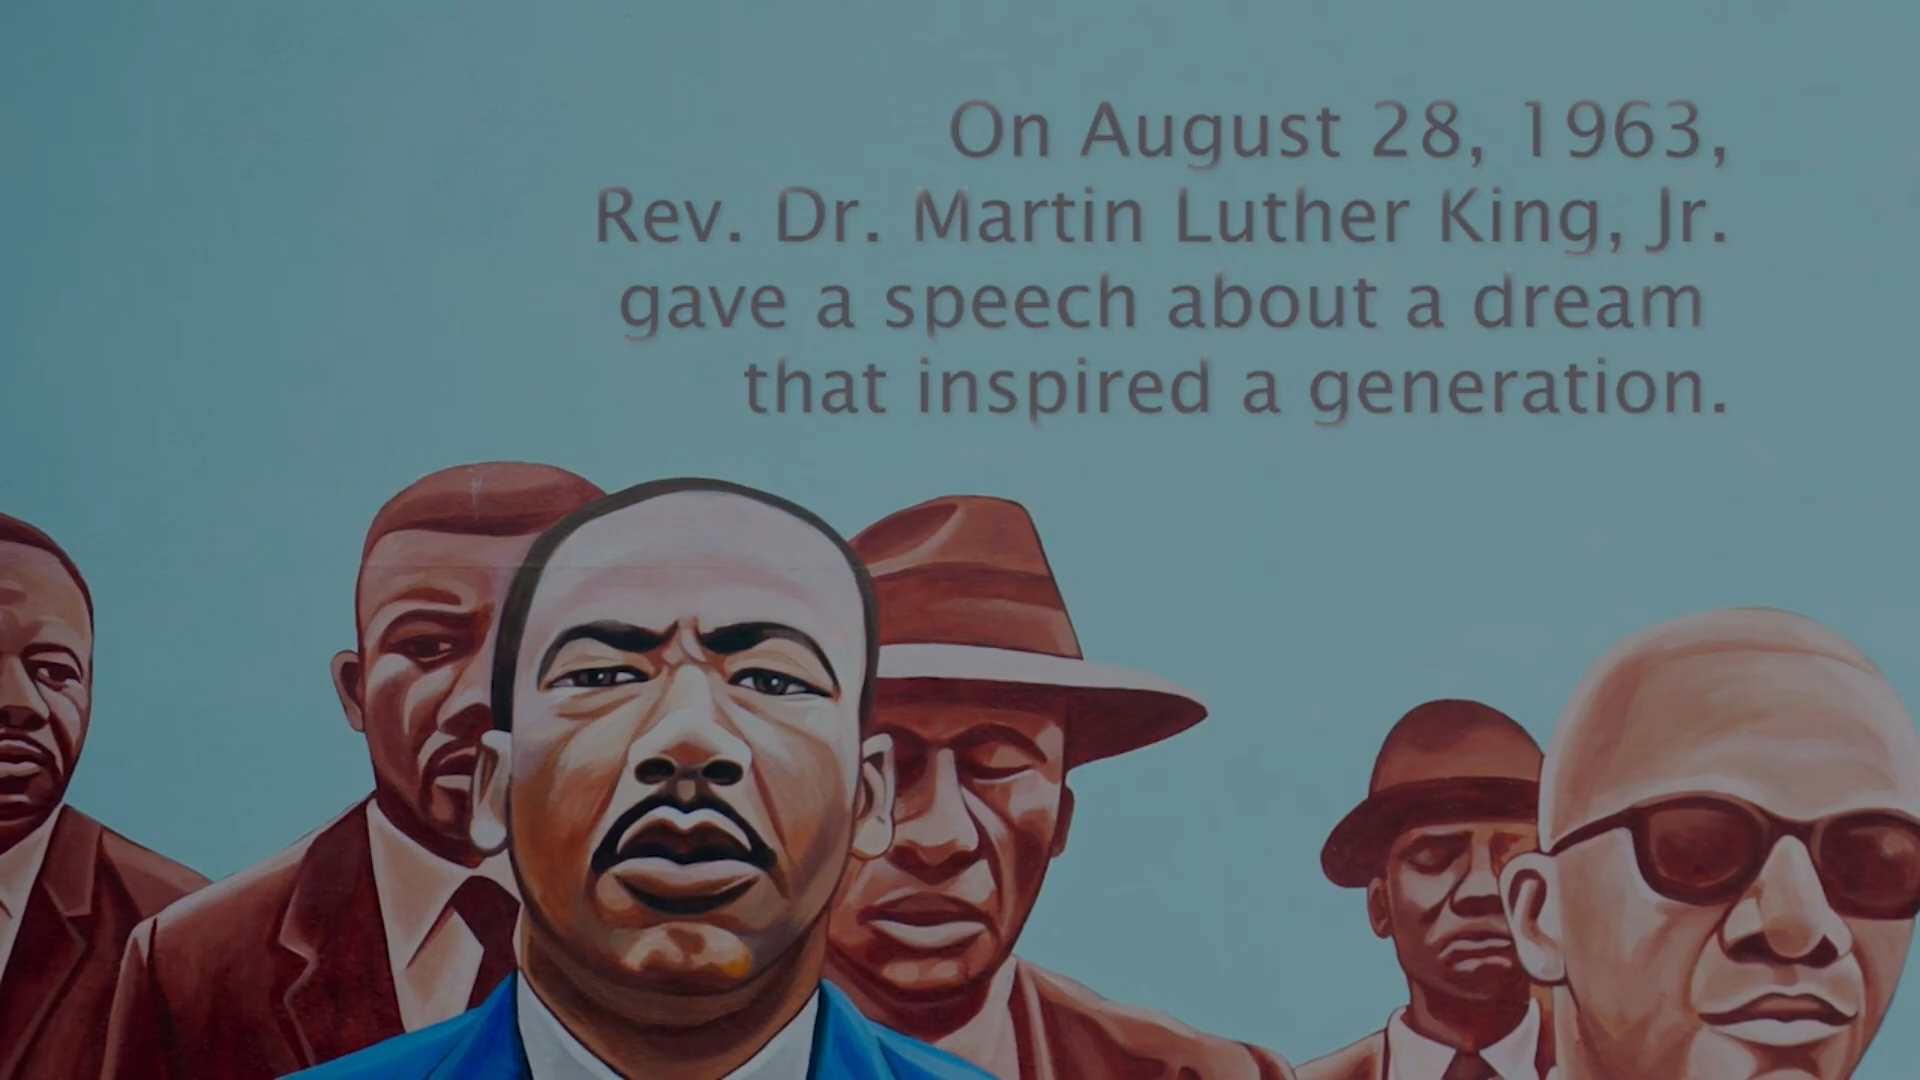 On August 28, 1963,
Rev. Dr. Martin Luther King, Jr.
gave a speech about a dream
that inspired a generation.